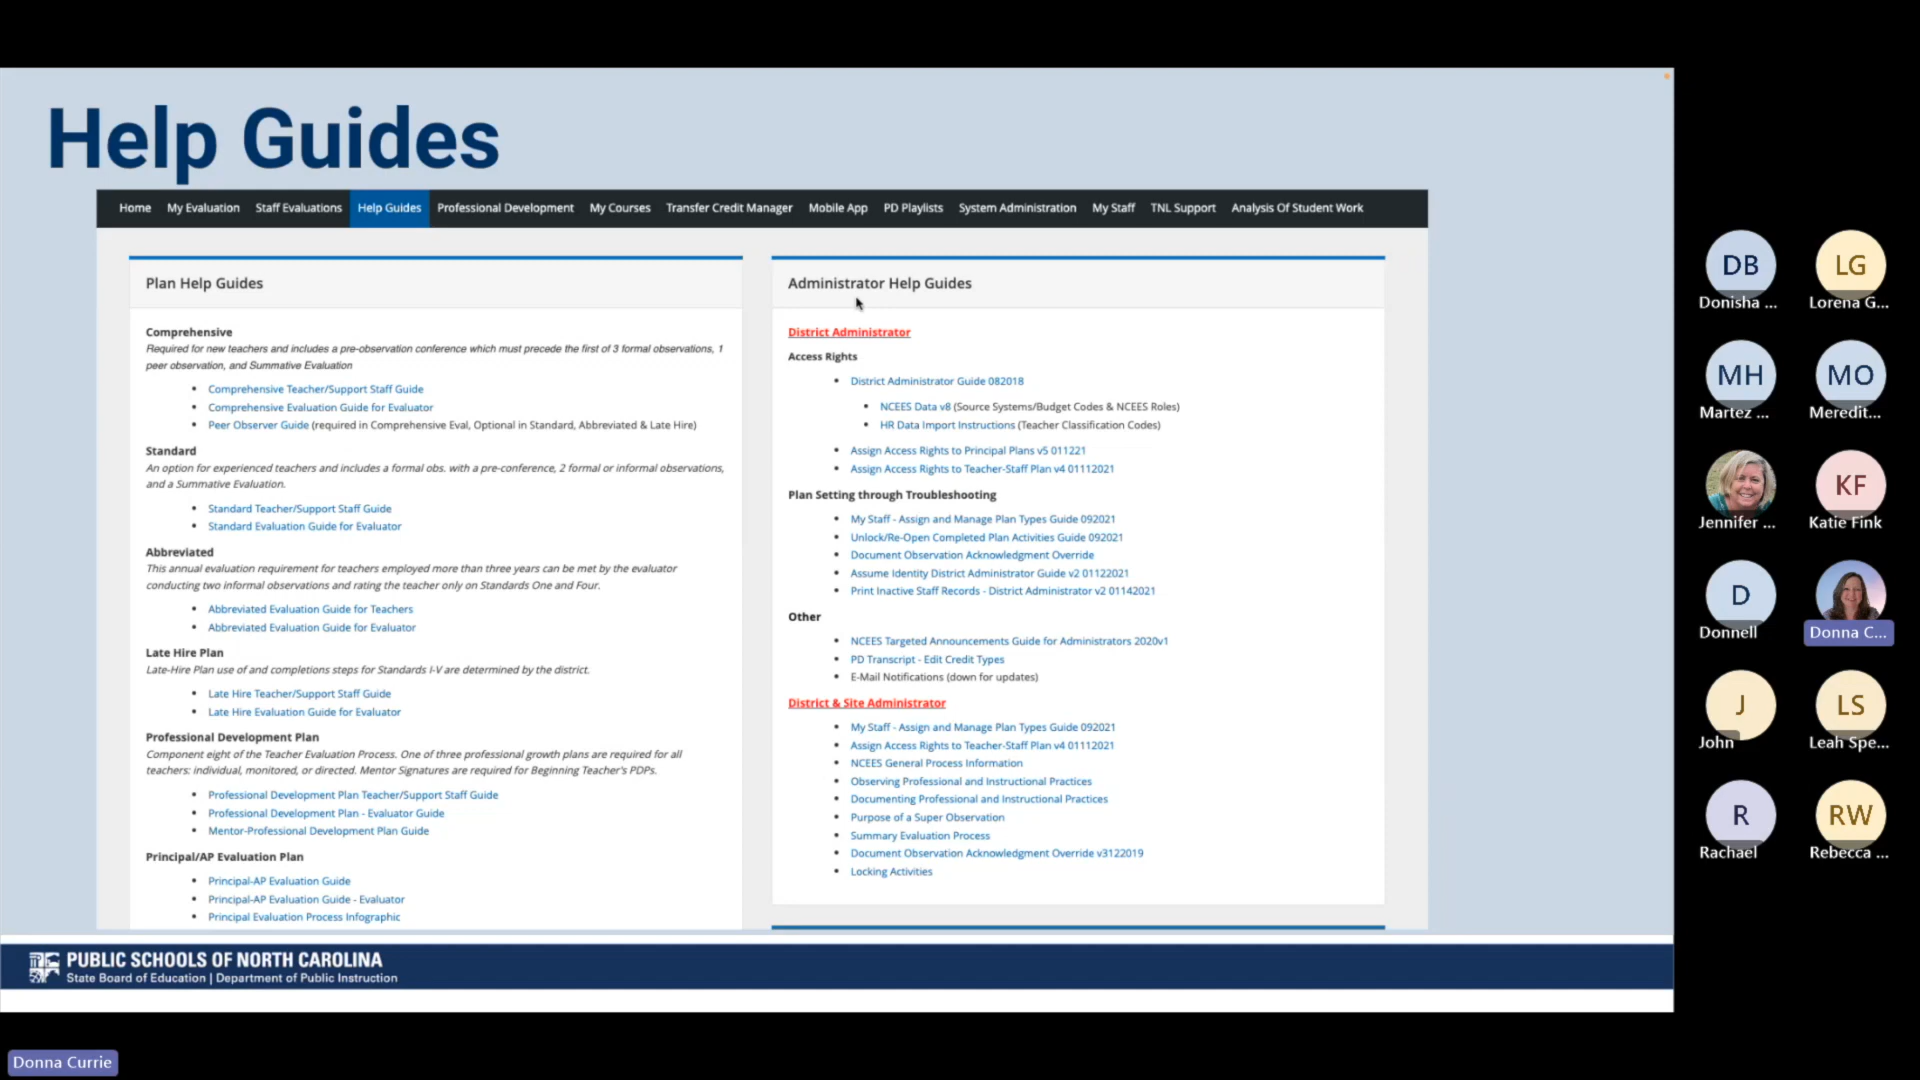 Help Guides
Home My Evaluation Staff Evaluations Help Guides Professional Development My Courses Transfer Credit Manager Mobile App PD Playlists System Administration My Staff TNL Support Analysis Of Student Work
Plan Help Guides
Comprehensive
Required for new teachers and includes a pre-observation conference which must precede the first of 3 formal observations, 1
peer observation, and Summative Evaluation
• Comprehensive Teacher/Support Staff Guide
• Comprehensive Evaluation Guide for Evaluator
• Peer Observer Guide (required in Comprehensive Eval, Optional in Standard, Abbreviated & Late Hire)
Standard
An option for experienced teachers and includes a formal obs. with a pre-conference, 2 formal or informal observations,
and a Summative Evaluation.
• Standard Teacher/Support Staff Guide
• Standard Evaluation Guide for Evaluator
Abbreviated
This annual evaluation requirement for teachers employed more than three years can be met by the evaluator
conducting two informal observations and rating the teacher only on Standards One and Four.
• Abbreviated Evaluation Guide for Teachers
• Abbreviated Evaluation Guide for Evaluator
Late Hire Plan
Late-Hire Plan use of and completions steps for Standards I-V are determined by the district.
• Late Hire Teacher/Support Staff Guide
• Late Hire Evaluation Guide for Evaluator
Professional Development Plan
Component eight of the Teacher Evaluation Process. One of three professional growth plans are required for all
teachers: individual, monitored, or directed. Mentor Signatures are required for Beginning Teacher's PDPs.
• Professional Development Plan Teacher/Support Staff Guide
• Professional Development Plan - Evaluator Guide
• Mentor-Professional Development Plan Guide
Principal/AP Evaluation Plan
• Principal-AP Evaluation Guide
• Principal-AP Evaluation Guide - Evaluator
• Principal Evaluation Process Infographic
Administrator Help Guides
District Administrator
Access Rights
• District Administrator Guide 082018
• NCEES Data v8 (Source Systems/Budget Codes & NCEES Roles)
• HR Data Import Instructions (Teacher Classification Codes)
• Assign Access Rights to Principal Plans v5 011221
• Assign Access Rights to Teacher-Staff Plan v4 01112021
Plan Setting through Troubleshooting
• My Staff - Assign and Manage Plan Types Guide 092021
• Unlock/Re-Open Completed Plan Activities Guide 092021
• Document Observation Acknowledgment Override
• Assume Identity District Administrator Guide v2 01122021
• Print Inactive Staff Records - District Administrator v2 01142021
Other
• NCEES Targeted Announcements Guide for Administrators 2020v1
• PD Transcript - Edit Credit Types
• E-Mail Notifications (down for updates)
District & Site Administrator
• My Staff - Assign and Manage Plan Types Guide 092021
• Assign Access Rights to Teacher-Staff Plan v4 01112021
• NCEES General Process Information
• Observing Professional and Instructional Practices
• Documenting Professional and Instructional Practices
• Purpose of a Super Observation
• Summary Evaluation Process
• Document Observation Acknowledgment Override v3122019
• Locking Activities
PUBLIC SCHOOLS OF NORTH CAROLINA
State Board of Education | Department of Public Instruction
DB LG
Donisha ... Lorena G...
MH MO
Martez ... Meredit...
KF
Jennifer ... Katie Fink
D
Donnell Donna C...
J LS
John Leah Spe...
R RW
Rachael Rebecca ...
Donna Currie